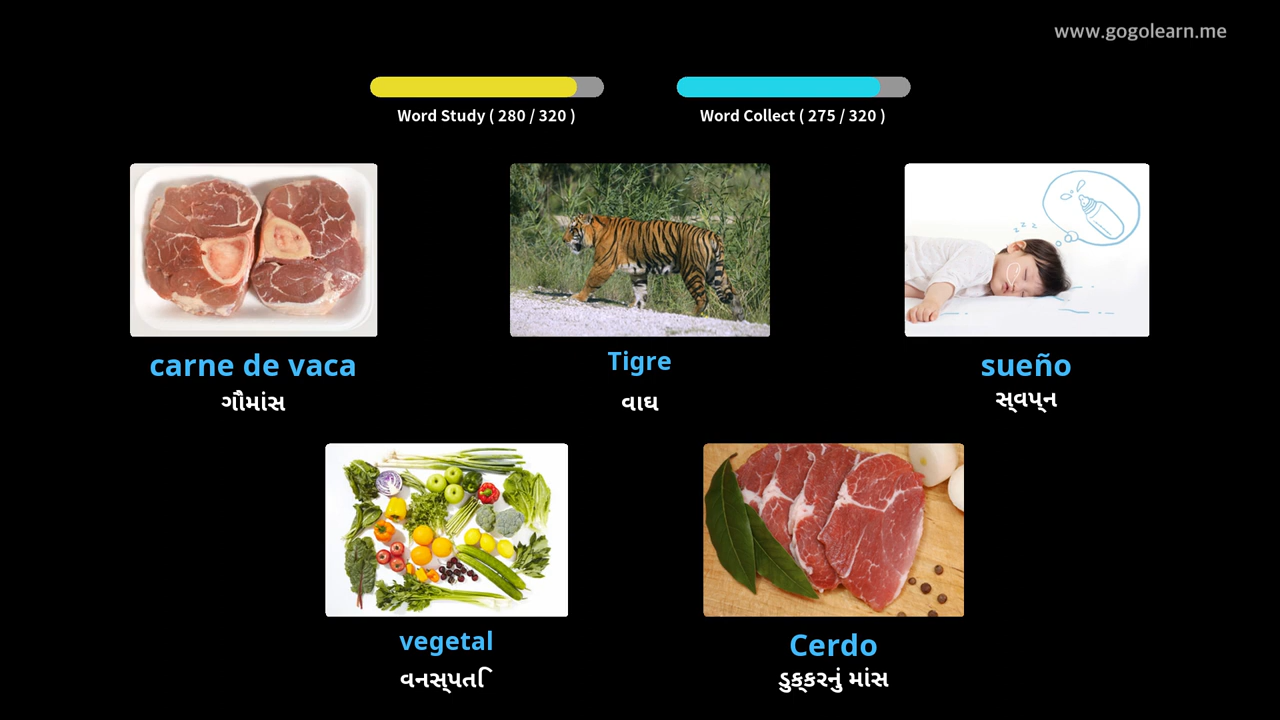 www.gogolearn.me
Word Study ( 280 / 320 )
Word Collect ( 275 / 320 )
carne de vaca
ગૌમાંસ
Tigre
વાઘ
sueño
સ્વપ્ન
vegetal
વનસ્પતિ
Cerdo
ડુક્કરનું માંસ